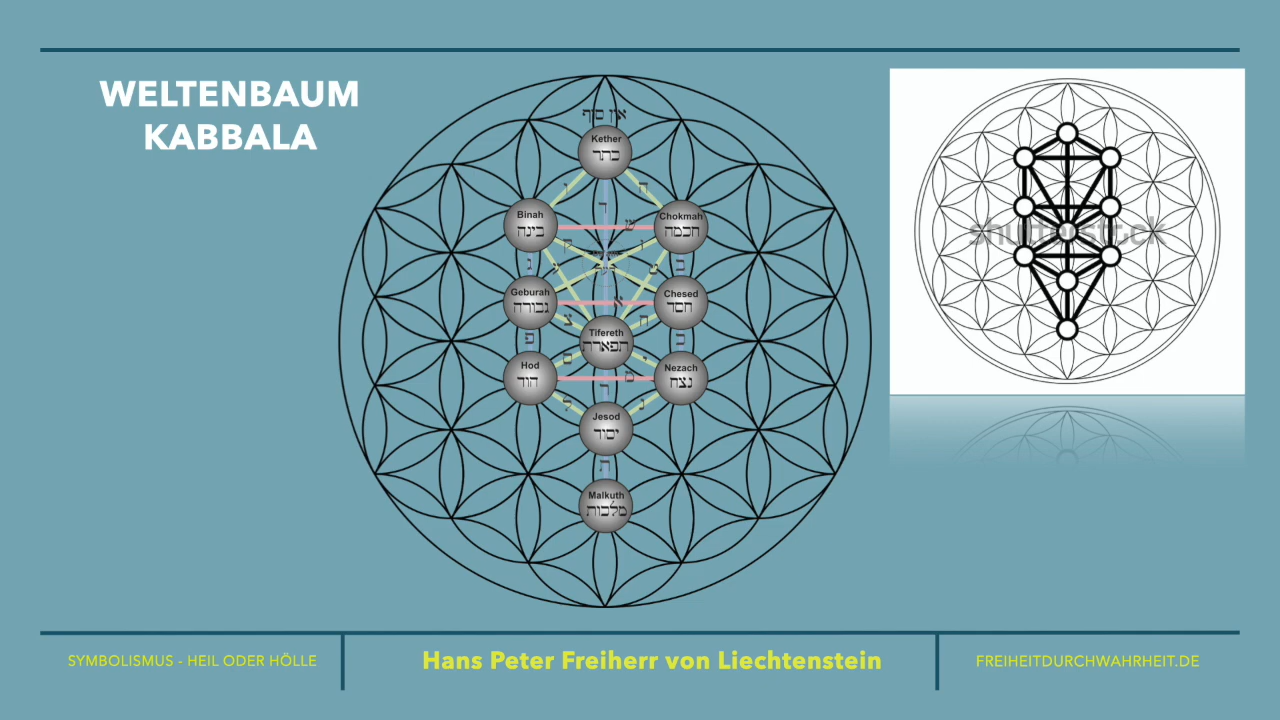 WELTENBAUM
KABBALA
אין סוף
Kether
כתר
Binah
בינה
Chokmah
חכמה
Geburah
גבורה
Chesed
חסד
Tifereth
תפארת
Hod
הוד
Nezach
נצח
Jesod
יסוד
Malkuth
מלכות
shutterstock
SYMBOLISMUS - HEIL ODER HÖLLE
Hans Peter Freiherr von Liechtenstein
FREIHEITDURCHWAHRHEIT.DE